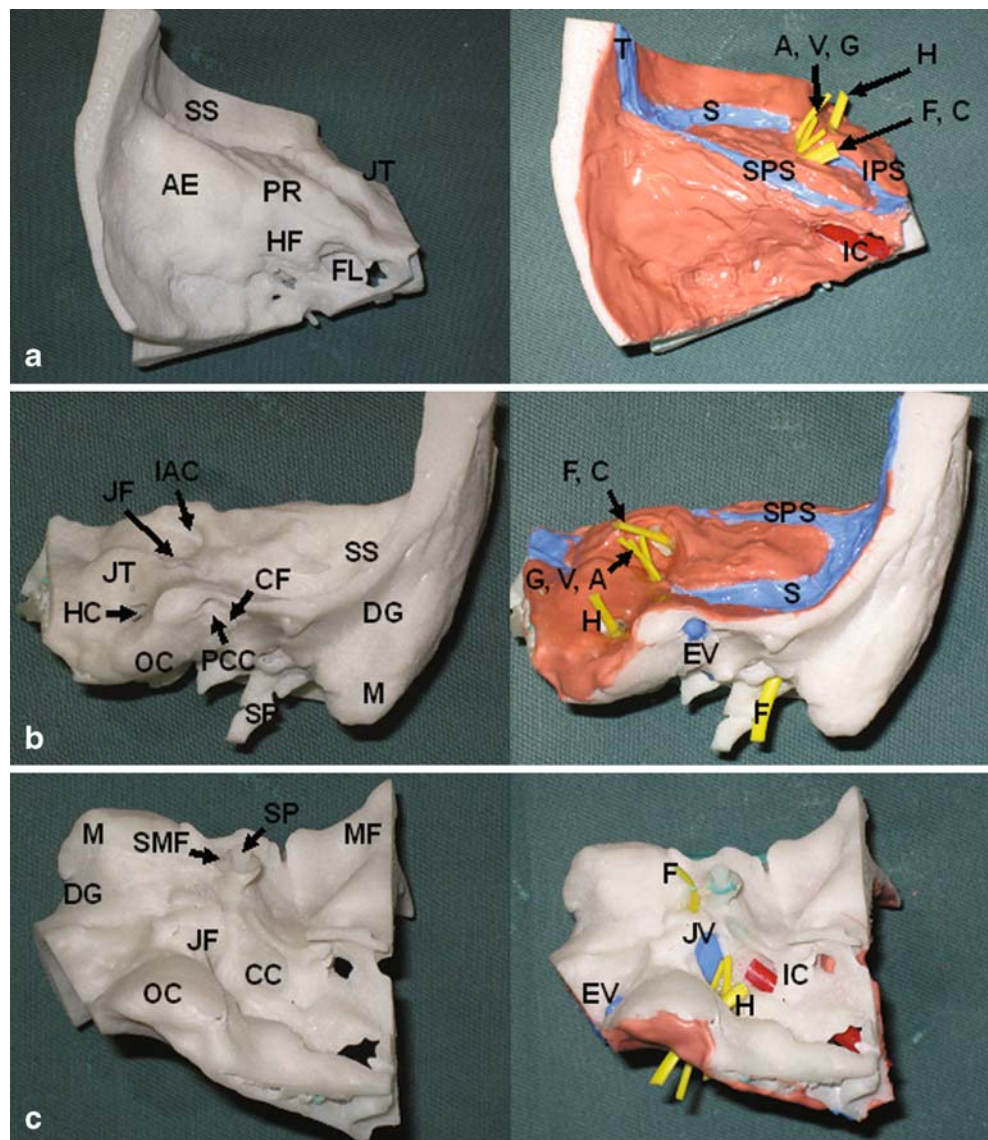 SS
AE
PR
JT
HF
FL
a
T
A, V, G
H
S
F, C
SPS
IPS
IC
IAC
JF
SS
JT
CF
HC
DG
OC
PCC
M
SP
b
F, C
SPS
G, V, A
S
H
EV
F
M
SMF
SP
MF
DG
JF
CC
OC
c
F
JV
IC
EV
H